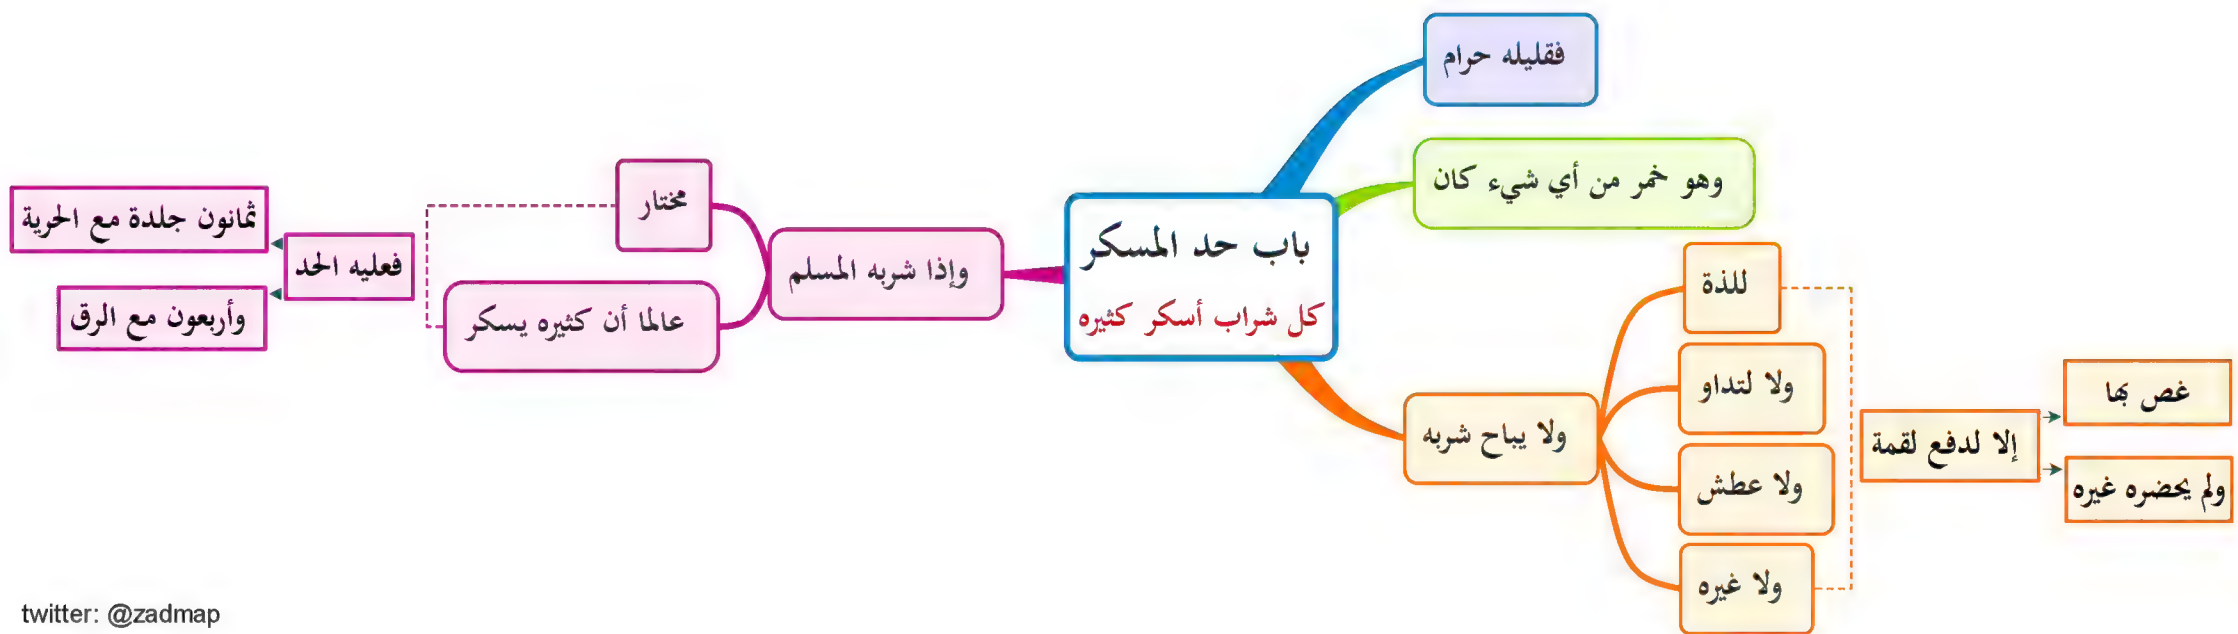 باب حد المسكر
كل شراب أسكر كثيره
فقليله حرام
وهو خمر من أي شيء كان
ولا يباح شربه
للذة
ولا لتداو
ولا عطش
ولا غيره
إلا لدفع لقمة
غص بها
ولم يحضره غيره
وإذا شربه المسلم
مختار
عالما أن كثيره يسكر
فعليه الحد
ثمانون جلدة مع الحرية
وأربعون مع الرق
twitter: @zadmap